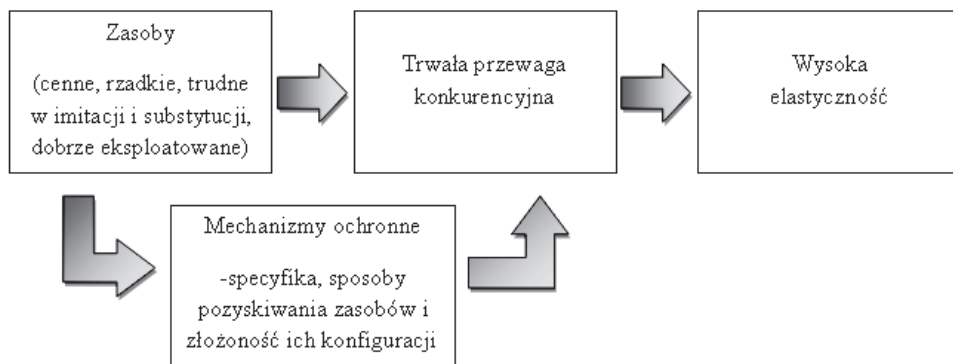 Zasoby
(cenne, rzadkie, trudne
w imitacji i substytucji,
dobrze eksploatowane)
Trwała przewaga
konkurencyjna
Wysoka
elastyczność
Mechanizmy ochronne
-specyfika, sposoby
pozyskiwania zasobów i
złożoność ich konfiguracji